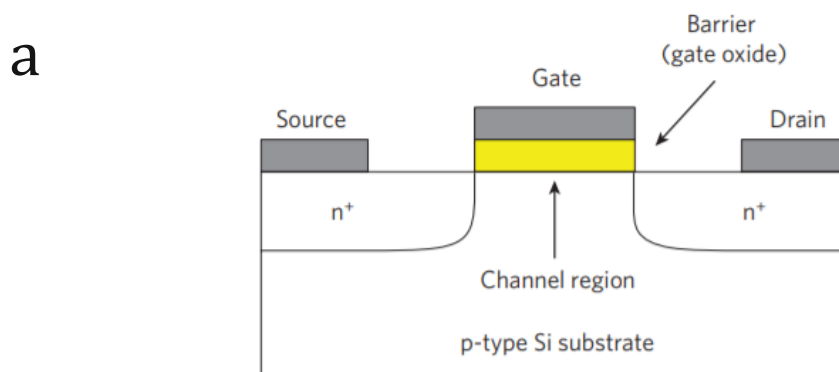 a
Barrier
(gate oxide)
Gate
Source
Drain
n⁺
n⁺
Channel region
p-type Si substrate